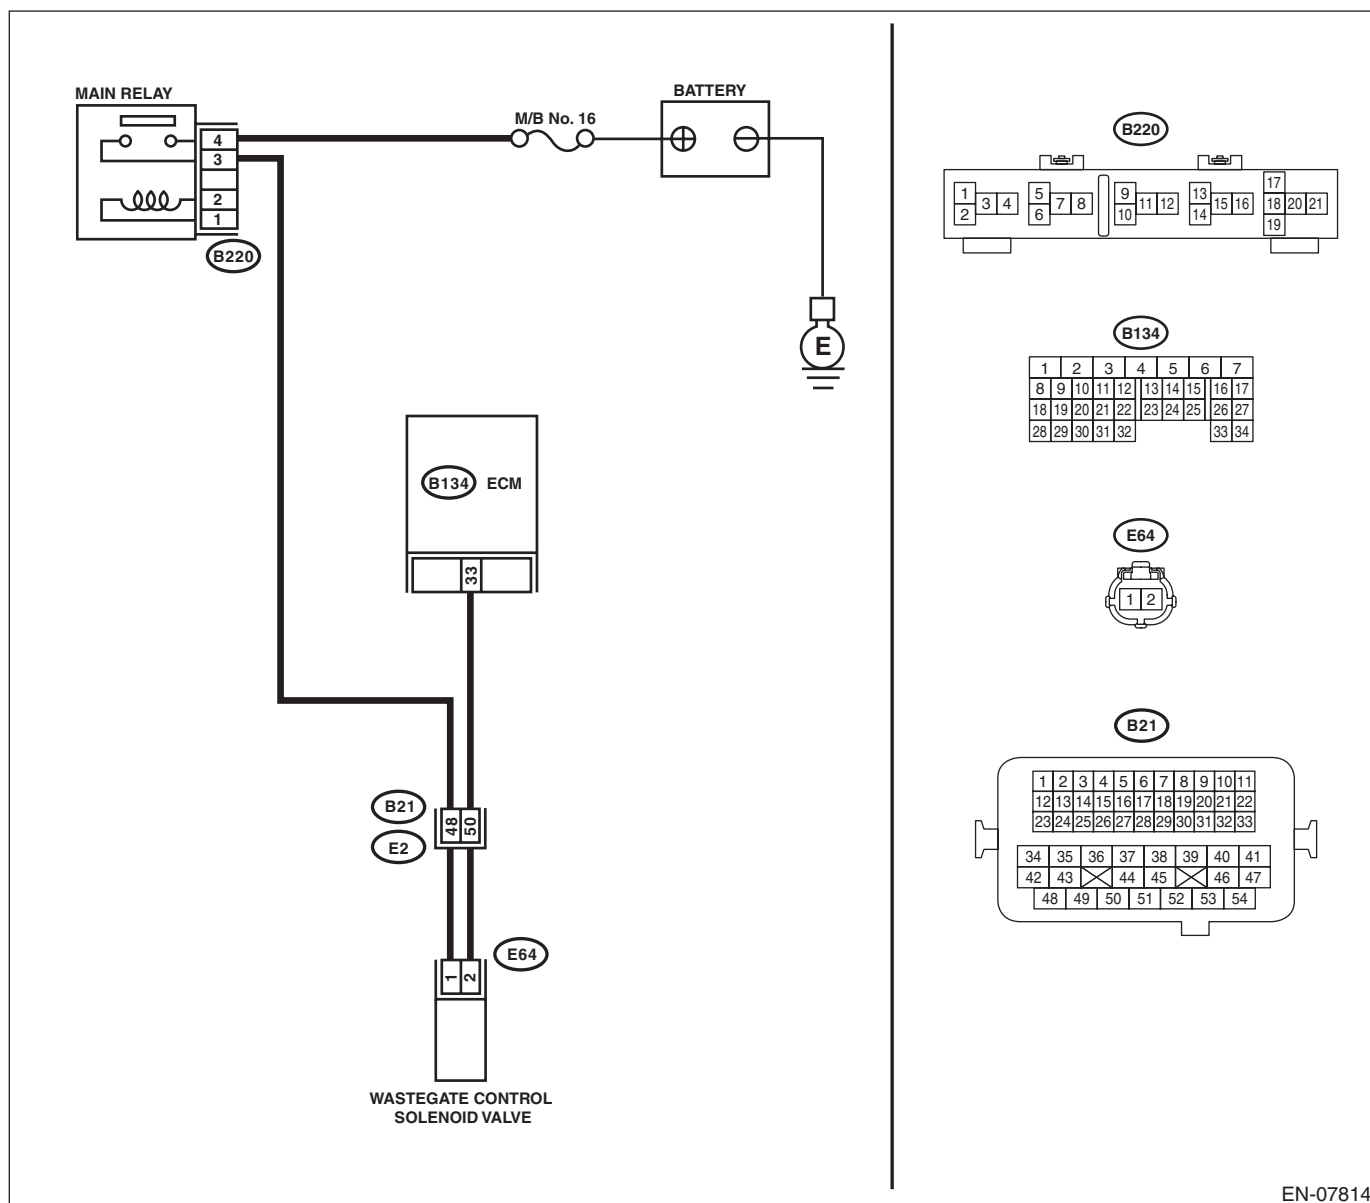 MAIN RELAY
4
3
2
1
B220
M/B No. 16
BATTERY
E
B134 ECM
33
B21
E2
48 50
E64
1 2
WASTEGATE CONTROL
SOLENOID VALVE
B220
1 2 3 4 5 6 7 8 9 10 11 12 13 14 15 16 17 18 19 20 21
B134
1 2 3 4 5 6 7
8 9 10 11 12 13 14 15 16 17
18 19 20 21 22 23 24 25 26 27
28 29 30 31 32 33 34
E64
1 2
B21
1 2 3 4 5 6 7 8 9 10 11
12 13 14 15 16 17 18 19 20 21 22
23 24 25 26 27 28 29 30 31 32 33
34 35 36 37 38 39 40 41
42 43 44 45 46 47
48 49 50 51 52 53 54
EN-07814